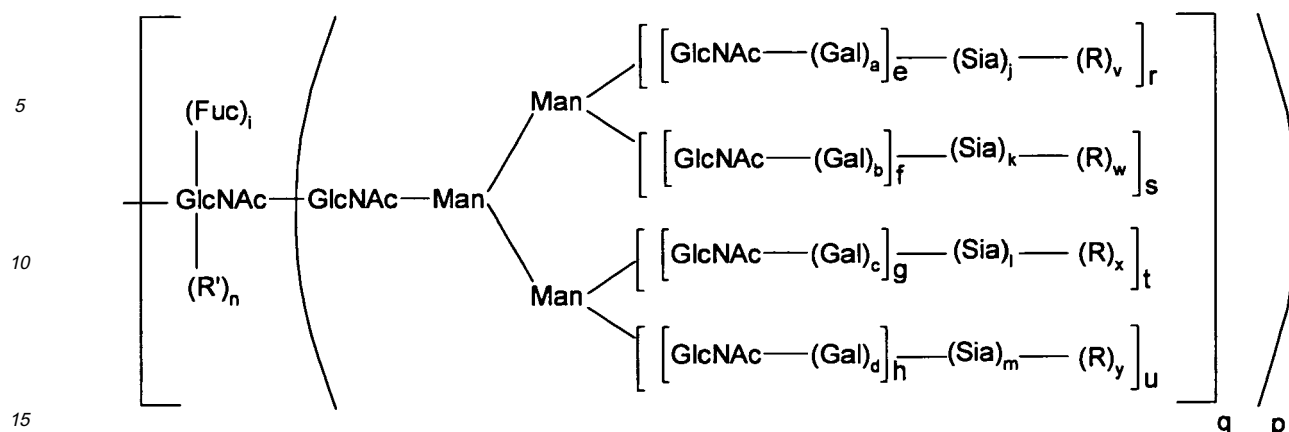 [ [ GlcNAc—(Gal)a ]e—(Sia)j—(R)v ]r
5
(Fuc)i
Man
[ [ GlcNAc—(Gal)b ]f—(Sia)k—(R)w ]s
GlcNAc—GlcNAc—Man
[ [ GlcNAc—(Gal)c ]g—(Sia)l—(R)x ]t
10
(R')n
Man
[ [ GlcNAc—(Gal)d ]h—(Sia)m—(R)y ]u
15
q p